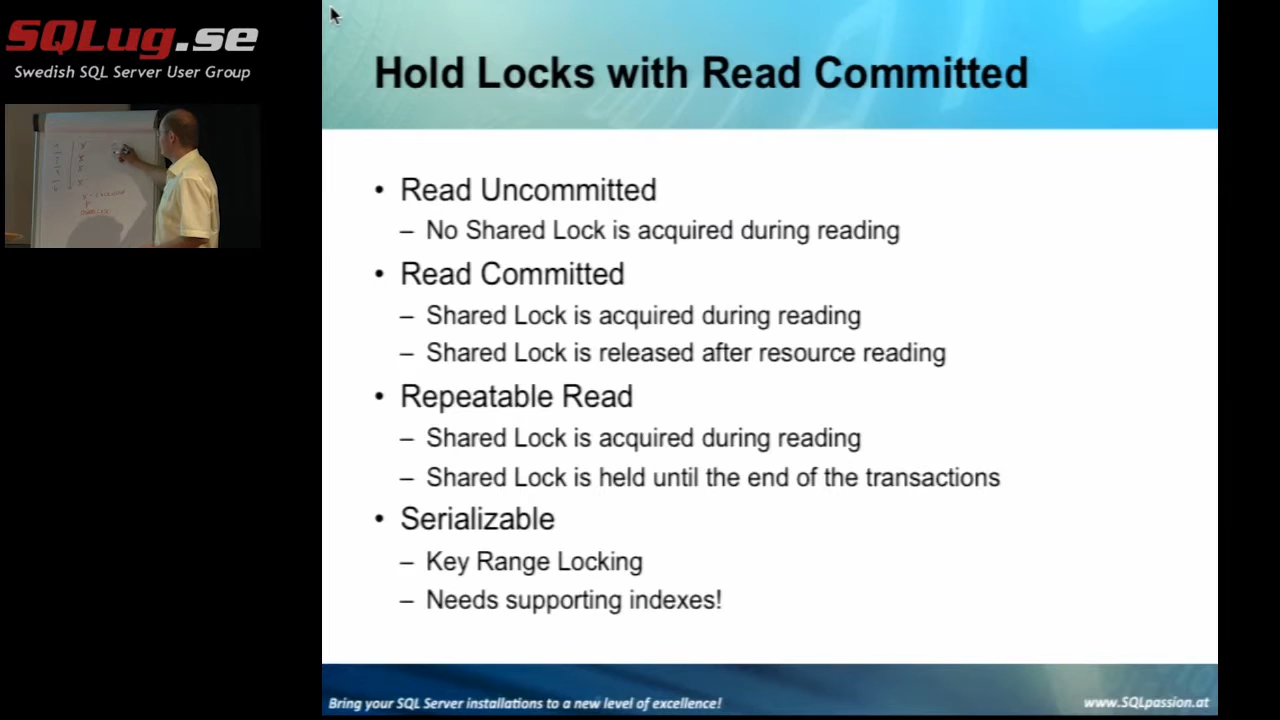 SQLug.se
Swedish SQL Server User Group
Hold Locks with Read Committed
• Read Uncommitted
– No Shared Lock is acquired during reading
• Read Committed
– Shared Lock is acquired during reading
– Shared Lock is released after resource reading
• Repeatable Read
– Shared Lock is acquired during reading
– Shared Lock is held until the end of the transactions
• Serializable
– Key Range Locking
– Needs supporting indexes!
Bring your SQL Server installations to a new level of excellence!
www.SQLpassion.at